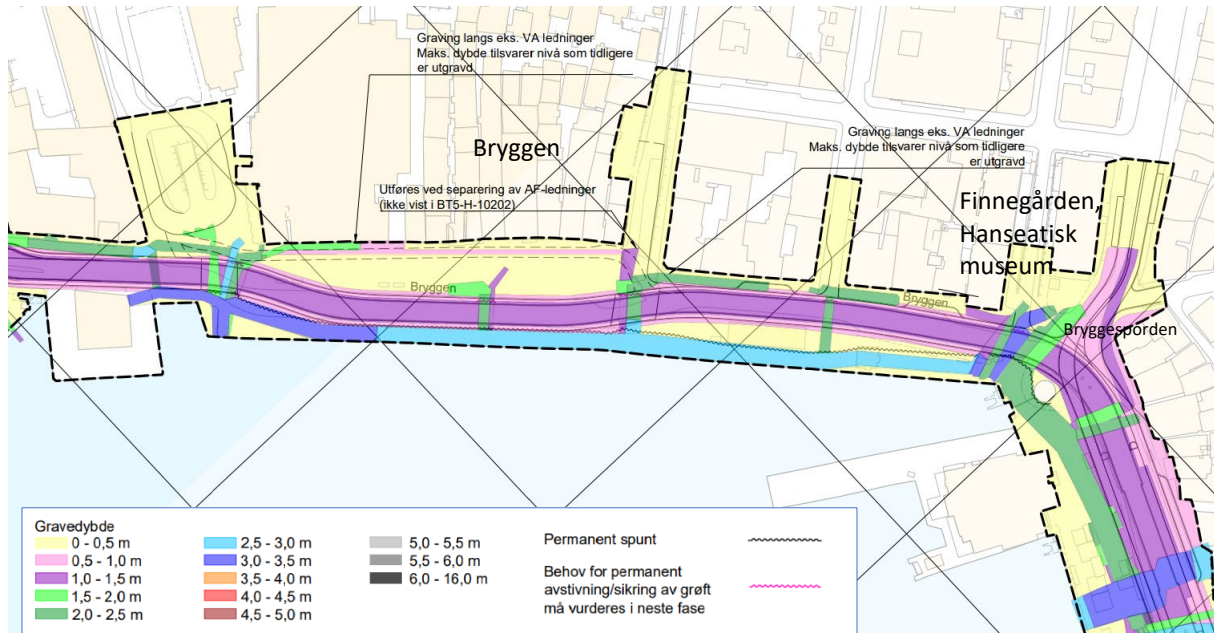 Graving langs eks. VA ledninger
Maks. dybde tilsvarer nivå som tidligere
er utgravd
Bryggen
Graving langs eks. VA ledninger
Maks. dybde tilsvarer nivå som tidligere
er utgravd
Utføres ved separering av AF-ledninger
(ikke vist i BT5-H-10202)
Finnegården,
Hanseatisk
museum
Bryggen
Bryggen
Bryggesporden
Gravedybde
0 - 0,5 m
0,5 - 1,0 m
1,0 - 1,5 m
1,5 - 2,0 m
2,0 - 2,5 m
2,5 - 3,0 m
3,0 - 3,5 m
3,5 - 4,0 m
4,0 - 4,5 m
4,5 - 5,0 m
5,0 - 5,5 m
5,5 - 6,0 m
6,0 - 16,0 m
Permanent spunt
Behov for permanent
avstivning/sikring av grøft
må vurderes i neste fase